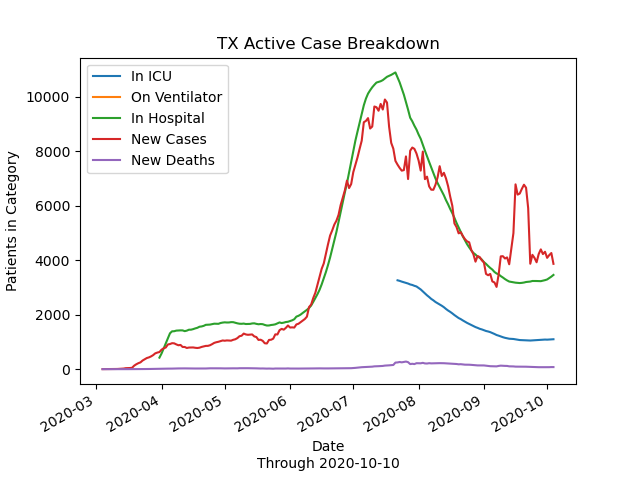 TX Active Case Breakdown
In ICU
On Ventilator
In Hospital
New Cases
New Deaths
Patients in Category
10000
8000
6000
4000
2000
0
2020-03
2020-04
2020-05
2020-06
2020-07
2020-08
2020-09
2020-10
Date
Through 2020-10-10